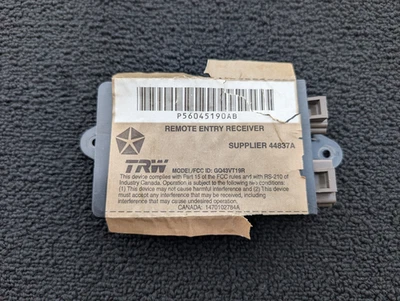 P56045190AB
REMOTE ENTRY RECEIVER
SUPPLIER 44837A
TRW
MODEL/FCC ID: GQ43VT19R
This device complies with Part 15 of the FCC rules and with RS-210 of
Industry Canada. Operation is subject to the following conditions:
(1) This device may not cause harmful interference and (2) This device
must accept any interference that may be received, including
interference that may cause undesired operation.
CANADA: 1470102784A